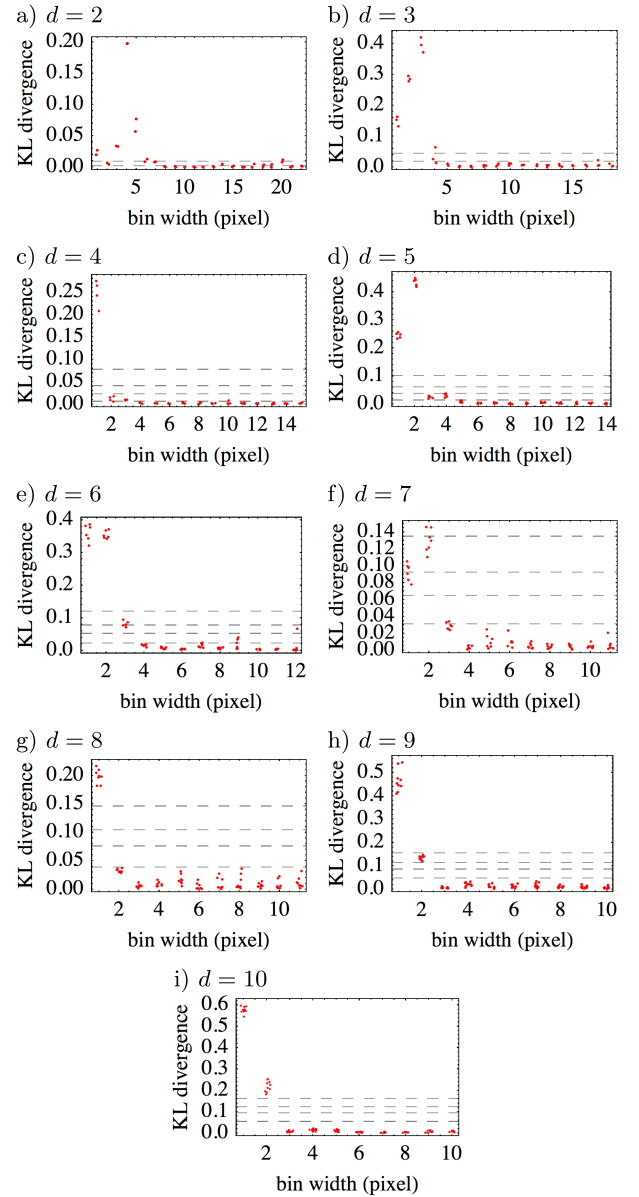 a) d = 2
KL divergence
0.20
0.15
0.10
0.05
0.00
5 10 15 20
bin width (pixel)
b) d = 3
KL divergence
0.4
0.3
0.2
0.1
0.0
5 10 15
bin width (pixel)
c) d = 4
KL divergence
0.25
0.20
0.15
0.10
0.05
0.00
2 4 6 8 10 12 14
bin width (pixel)
d) d = 5
KL divergence
0.4
0.3
0.2
0.1
0.0
2 4 6 8 10 12 14
bin width (pixel)
e) d = 6
KL divergence
0.4
0.3
0.2
0.1
0.0
2 4 6 8 10 12
bin width (pixel)
f) d = 7
KL divergence
0.14
0.12
0.10
0.08
0.06
0.04
0.02
0.00
2 4 6 8 10
bin width (pixel)
g) d = 8
KL divergence
0.20
0.15
0.10
0.05
0.00
2 4 6 8 10
bin width (pixel)
h) d = 9
KL divergence
0.5
0.4
0.3
0.2
0.1
0.0
2 4 6 8 10
bin width (pixel)
i) d = 10
KL divergence
0.6
0.5
0.4
0.3
0.2
0.1
0.0
2 4 6 8 10
bin width (pixel)